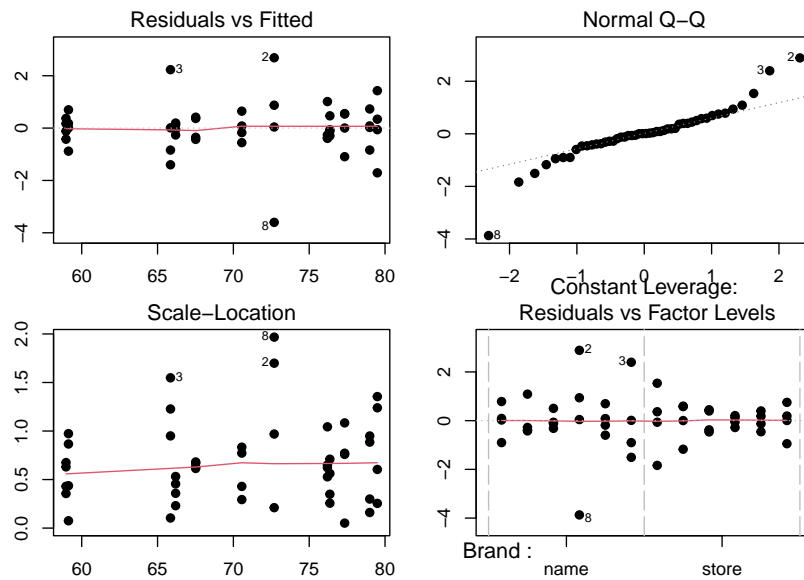 Residuals vs Fitted
2
0
−2
−4
3
2
8
60 65 70 75 80
Normal Q−Q
2
0
−2
−4
3
2
8
−2 −1 0 1 2
Scale−Location
2.0
1.5
1.0
0.5
0.0
3
8
2
60 65 70 75 80
Constant Leverage:
Residuals vs Factor Levels
2
0
−2
−4
2
3
8
Brand :
name store